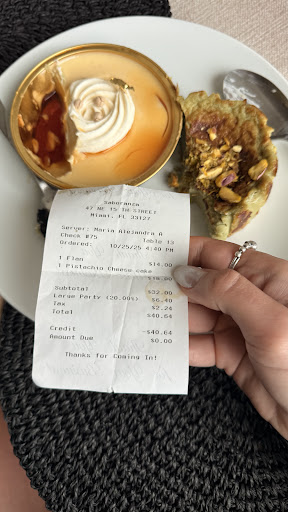 Saboransa
47 NE 15 TH STREET
Miami, FL 33127
Server: Maria Alejandra G
Check #75 Table 13
Ordered: 10/25/25 4:40 PM
1 Flan $14.00
1 Pistachio Cheese cake
Subtotal $32.00
Large Party (20.00%) $6.40
Tax $2.24
Total $40.64
Credit -$40.64
Amount Due $0.00
Thanks for Coming In!